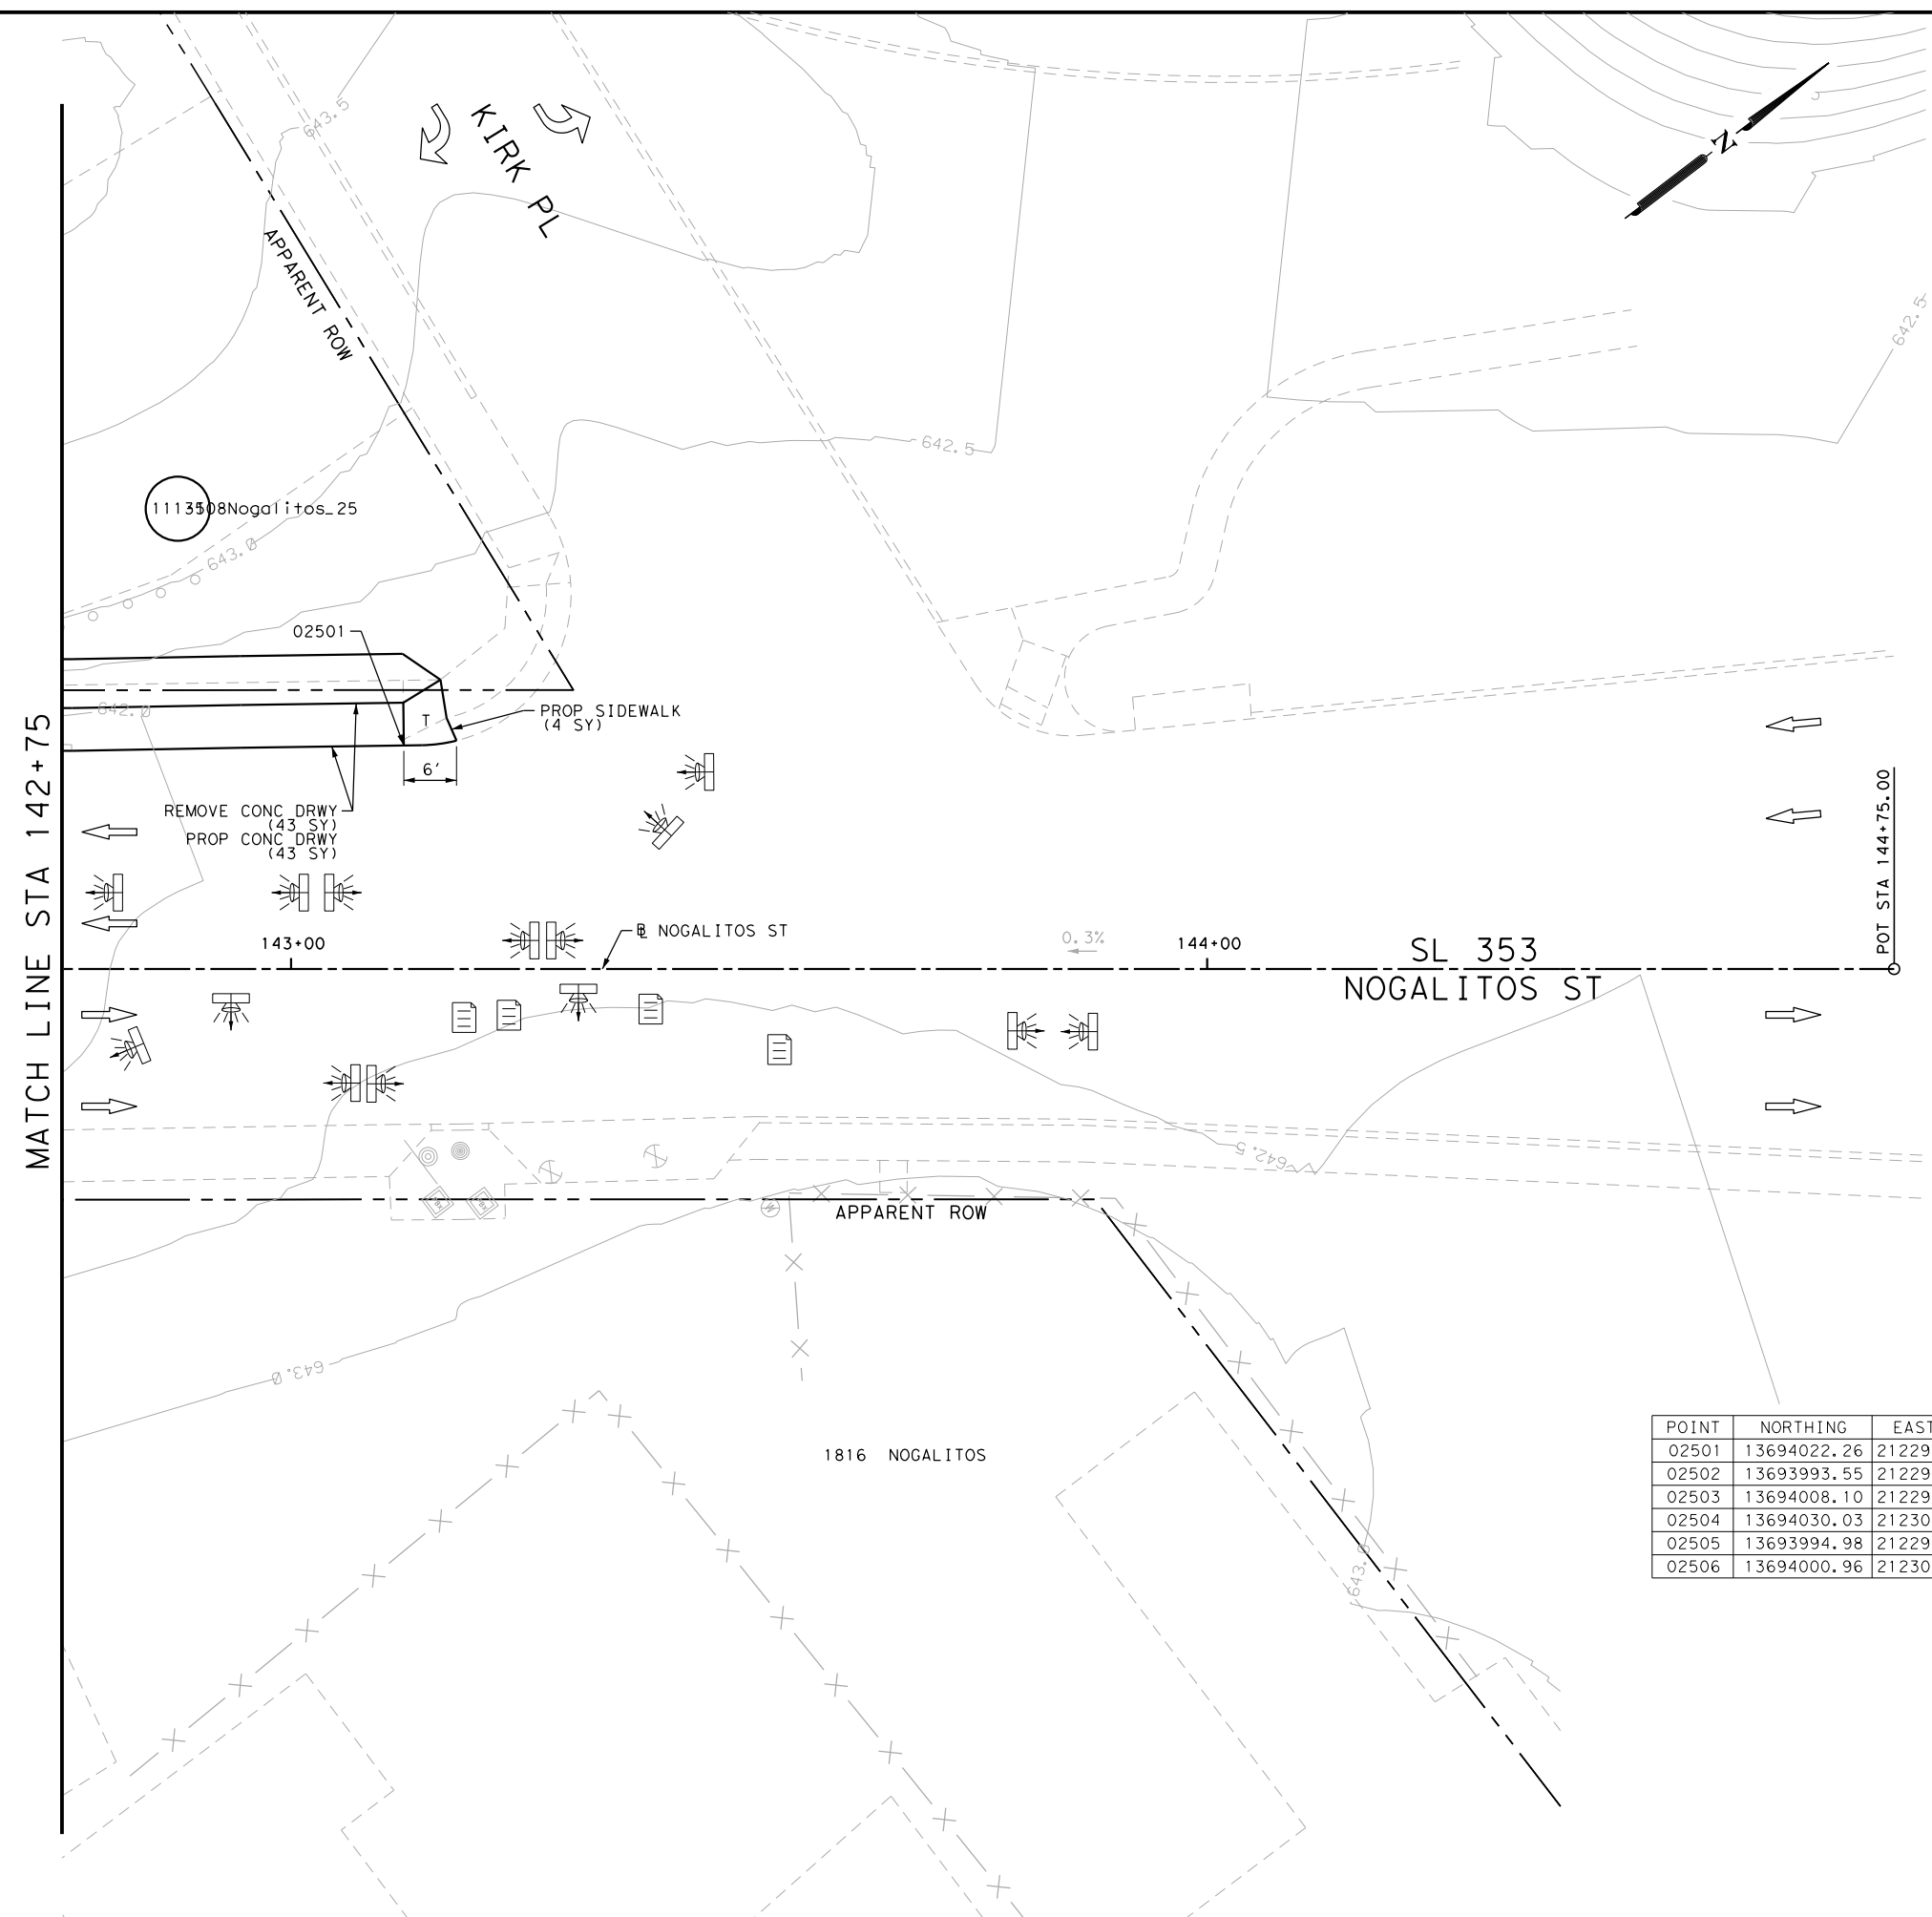 643.5
KIRK PL
N
APPARENT ROW
642.5
642.5
Nogalitos_25
643.0
02501
642.0
T
PROP SIDEWALK
(4 SY)
6'
REMOVE CONC DRWY
(43 SY)
PROP CONC DRWY
(43 SY)
MATCH LINE STA 142+75
POT STA 144+75.00
143+00
NOGALITOS ST
0.3%
144+00
SL 353
NOGALITOS ST
642.5
APPARENT ROW
643.0
1816 NOGALITOS
643.0
POINT NORTHING EAST
02501 13694022.26 21229
02502 13693993.55 21229
02503 13694008.10 21229
02504 13694030.03 21230
02505 13693994.98 21229
02506 13694000.96 21230